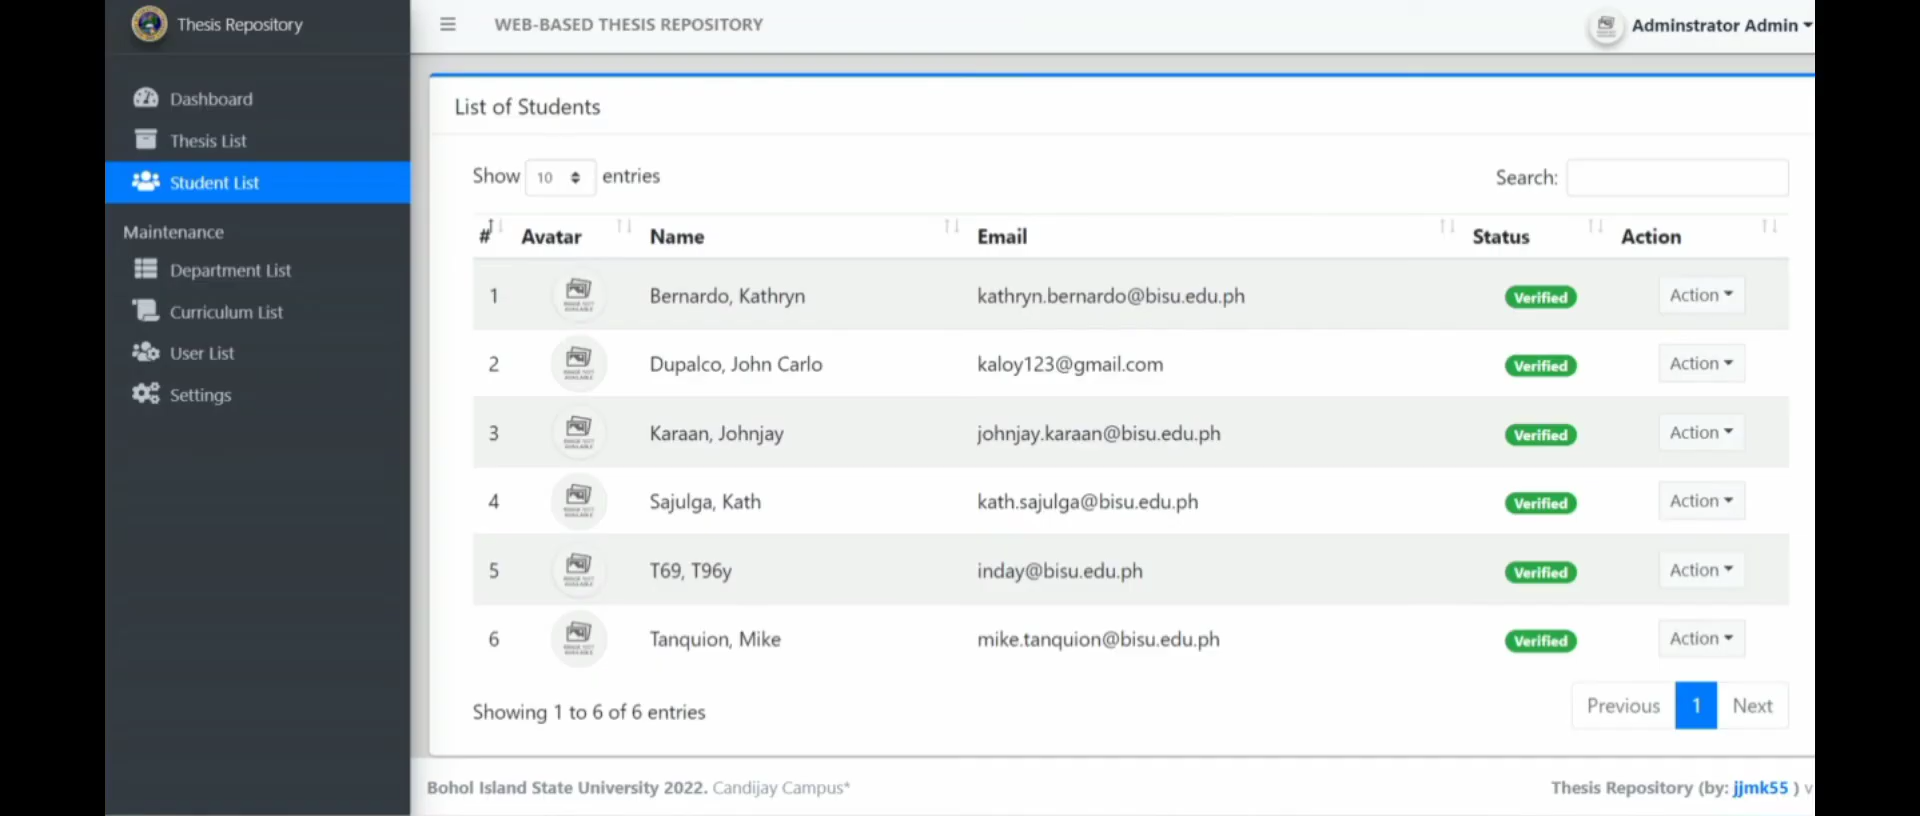 Thesis Repository
WEB-BASED THESIS REPOSITORY
Adminstrator Admin
Dashboard
Thesis List
Student List
Maintenance
Department List
Curriculum List
User List
Settings
List of Students
Show 10 entries
Search:
# Avatar Name Email Status Action
1 Bernardo, Kathryn kathryn.bernardo@bisu.edu.ph Verified Action
2 Dupalco, John Carlo kaloy123@gmail.com Verified Action
3 Karaan, Johnjay johnjay.karaan@bisu.edu.ph Verified Action
4 Sajulga, Kath kath.sajulga@bisu.edu.ph Verified Action
5 T69, T96y inday@bisu.edu.ph Verified Action
6 Tanquion, Mike mike.tanquion@bisu.edu.ph Verified Action
Showing 1 to 6 of 6 entries
Previous 1 Next
Bohol Island State University 2022. Candijay Campus*
Thesis Repository (by: jjmk55 ) v